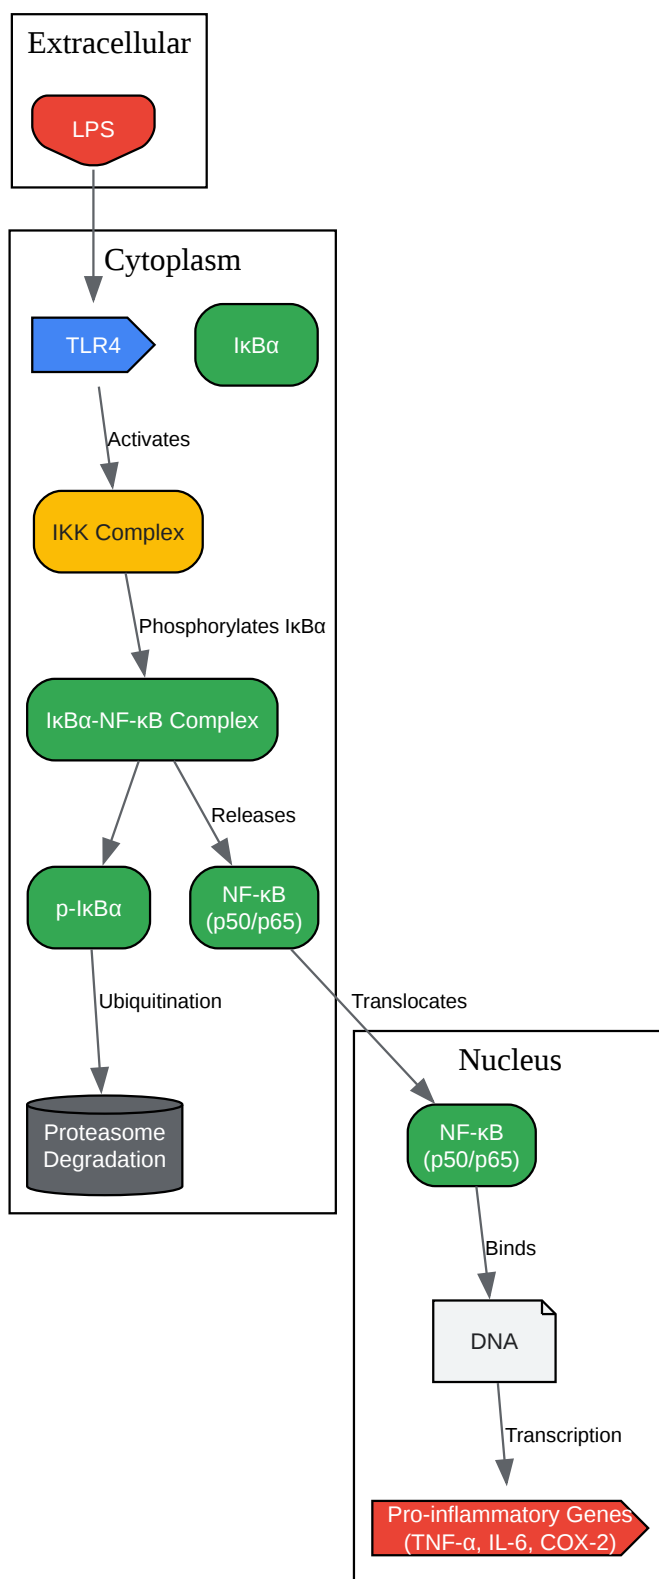 Extracellular
LPS
Cytoplasm
TLR4
IκBα
Activates
IKK Complex
Phosphorylates IκBα
IκBα-NF-κB Complex
Releases
p-IκBα
NF-κB
(p50/p65)
Ubiquitination
Translocates
Nucleus
Proteasome
Degradation
NF-κB
(p50/p65)
Binds
DNA
Transcription
Pro-inflammatory Genes
(TNF-α, IL-6, COX-2)